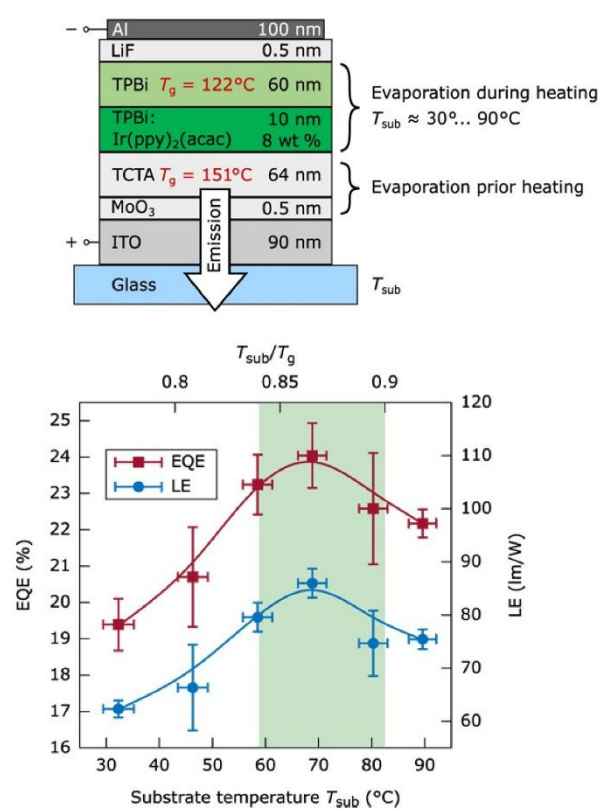 − Al 100 nm
LiF 0.5 nm
TPBi Tg = 122°C 60 nm
TPBi: 10 nm
Ir(ppy)2(acac) 8 wt %
Evaporation during heating
Tsub ≈ 30°... 90°C
TCTA Tg = 151°C 64 nm
MoO3 0.5 nm
Evaporation prior heating
+ ITO 90 nm
Emission
Glass Tsub
Tsub/Tg
0.8 0.85 0.9
25
24
23
22
21
20
19
18
17
16
EQE (%)
EQE
LE
120
110
100
90
80
70
60
LE (lm/W)
30 40 50 60 70 80 90
Substrate temperature Tsub (°C)